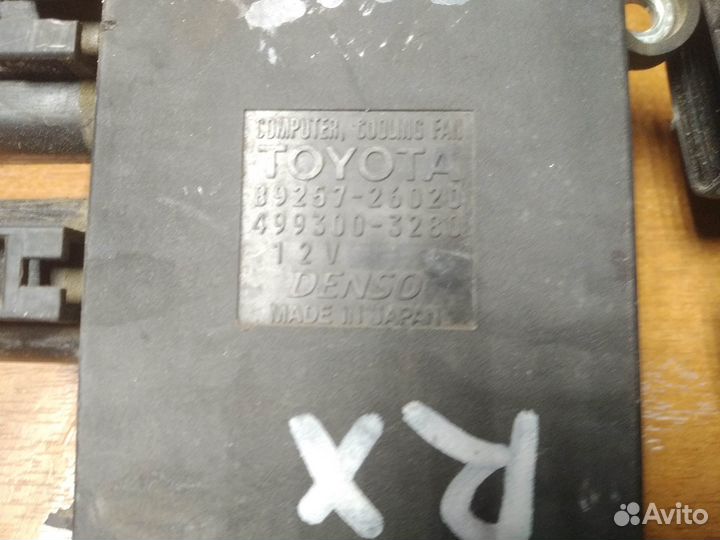 COMPUTER, COOLING FAN
TOYOTA
89257-26020
499300-3280
12V
DENSO
MADE IN JAPAN
RX
Avito